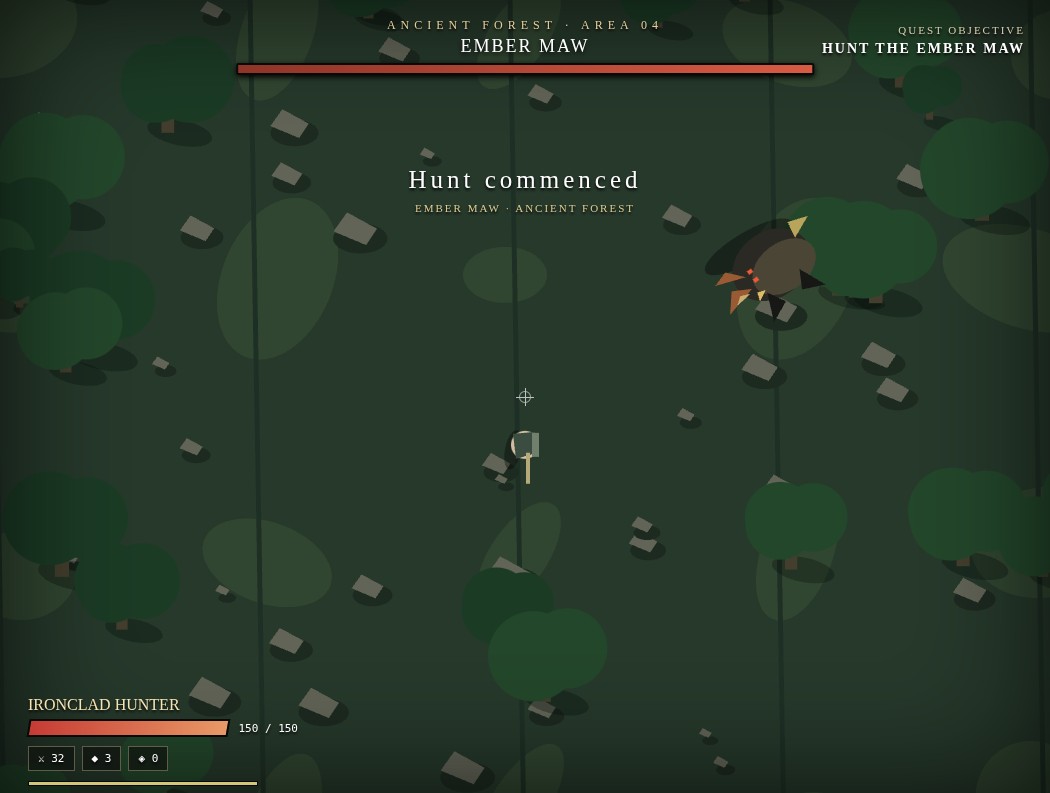 ANCIENT FOREST · AREA 04
EMBER MAW
QUEST OBJECTIVE
HUNT THE EMBER MAW
Hunt commenced
EMBER MAW · ANCIENT FOREST
IRONCLAD HUNTER
150 / 150
⚔ 32 ◆ 3 ◈ 0